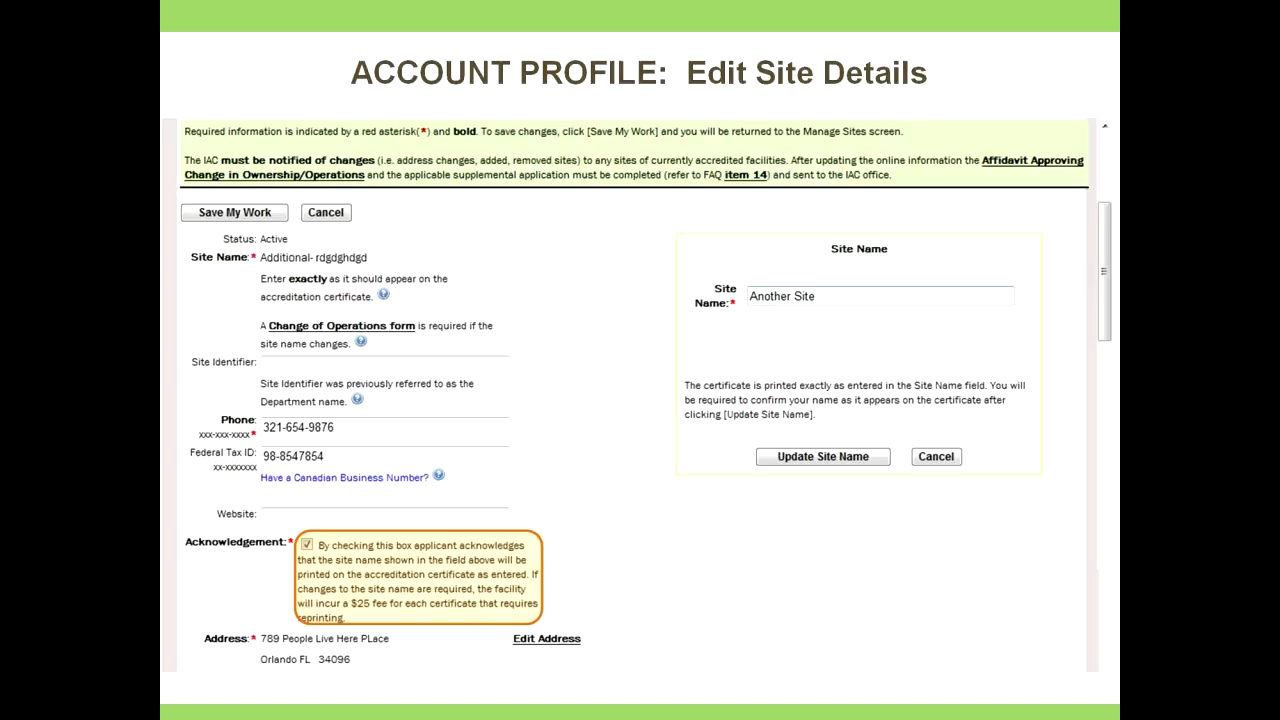 ACCOUNT PROFILE:  Edit Site Details
Required information is indicated by a red asterisk(*) and bold. To save changes, click [Save My Work] and you will be returned to the Manage Sites screen.
The IAC must be notified of changes (i.e. address changes, added, removed sites) to any sites of currently accredited facilities. After updating the online information the Affidavit Approving
Change in Ownership/Operations and the applicable supplemental application must be completed (refer to FAQ item 14) and sent to the IAC office.
Save My Work Cancel
Status: Active
Site Name:* Additional- rdgdghdgd
Enter exactly as it should appear on the
accreditation certificate.
A Change of Operations form is required if the
site name changes.
Site Identifier:
Site Identifier was previously referred to as the
Department name.
Phone: 321-654-9876
xxx-xxx-xxxx *
Federal Tax ID: 98-8547854
xx-xxxxxxx
Have a Canadian Business Number?
Website:
Acknowledgement:* By checking this box applicant acknowledges
that the site name shown in the field above will be
printed on the accreditation certificate as entered. If
changes to the site name are required, the facility
will incur a $25 fee for each certificate that requires
reprinting.
Address:* 789 People Live Here PLace Edit Address
Orlando FL 34096
Site Name
Site
Name:* Another Site
The certificate is printed exactly as entered in the Site Name field. You will
be required to confirm your name as it appears on the certificate after
clicking [Update Site Name].
Update Site Name Cancel